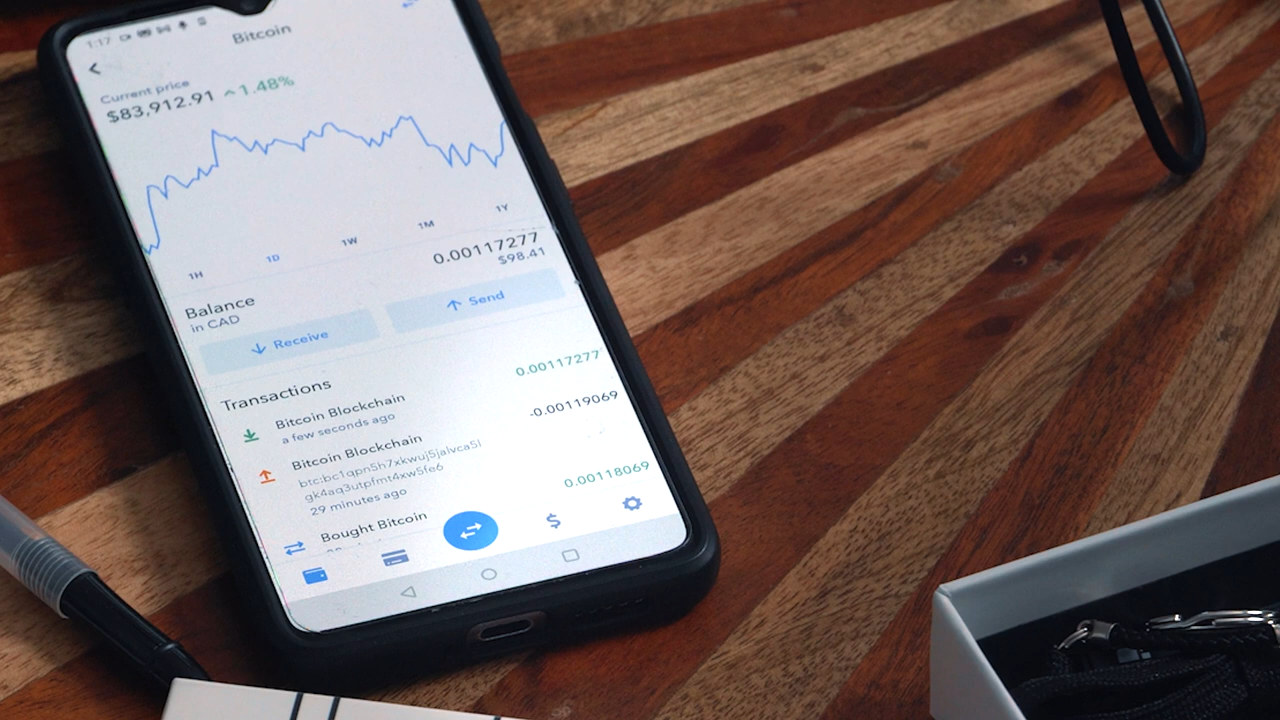 1:17
Bitcoin
Current price
$83,912.91 1.48%
1H 1D 1W 1M 1Y
Balance 0.00117277
in CAD $98.41
Receive Send
Transactions
Bitcoin Blockchain 0.00117277
a few seconds ago
Bitcoin Blockchain -0.00119069
btc:bc1qpn5h7xkwuj5jalvca5l
gk4aq3utpfmt4xw5fe6
29 minutes ago
Bought Bitcoin 0.00118069